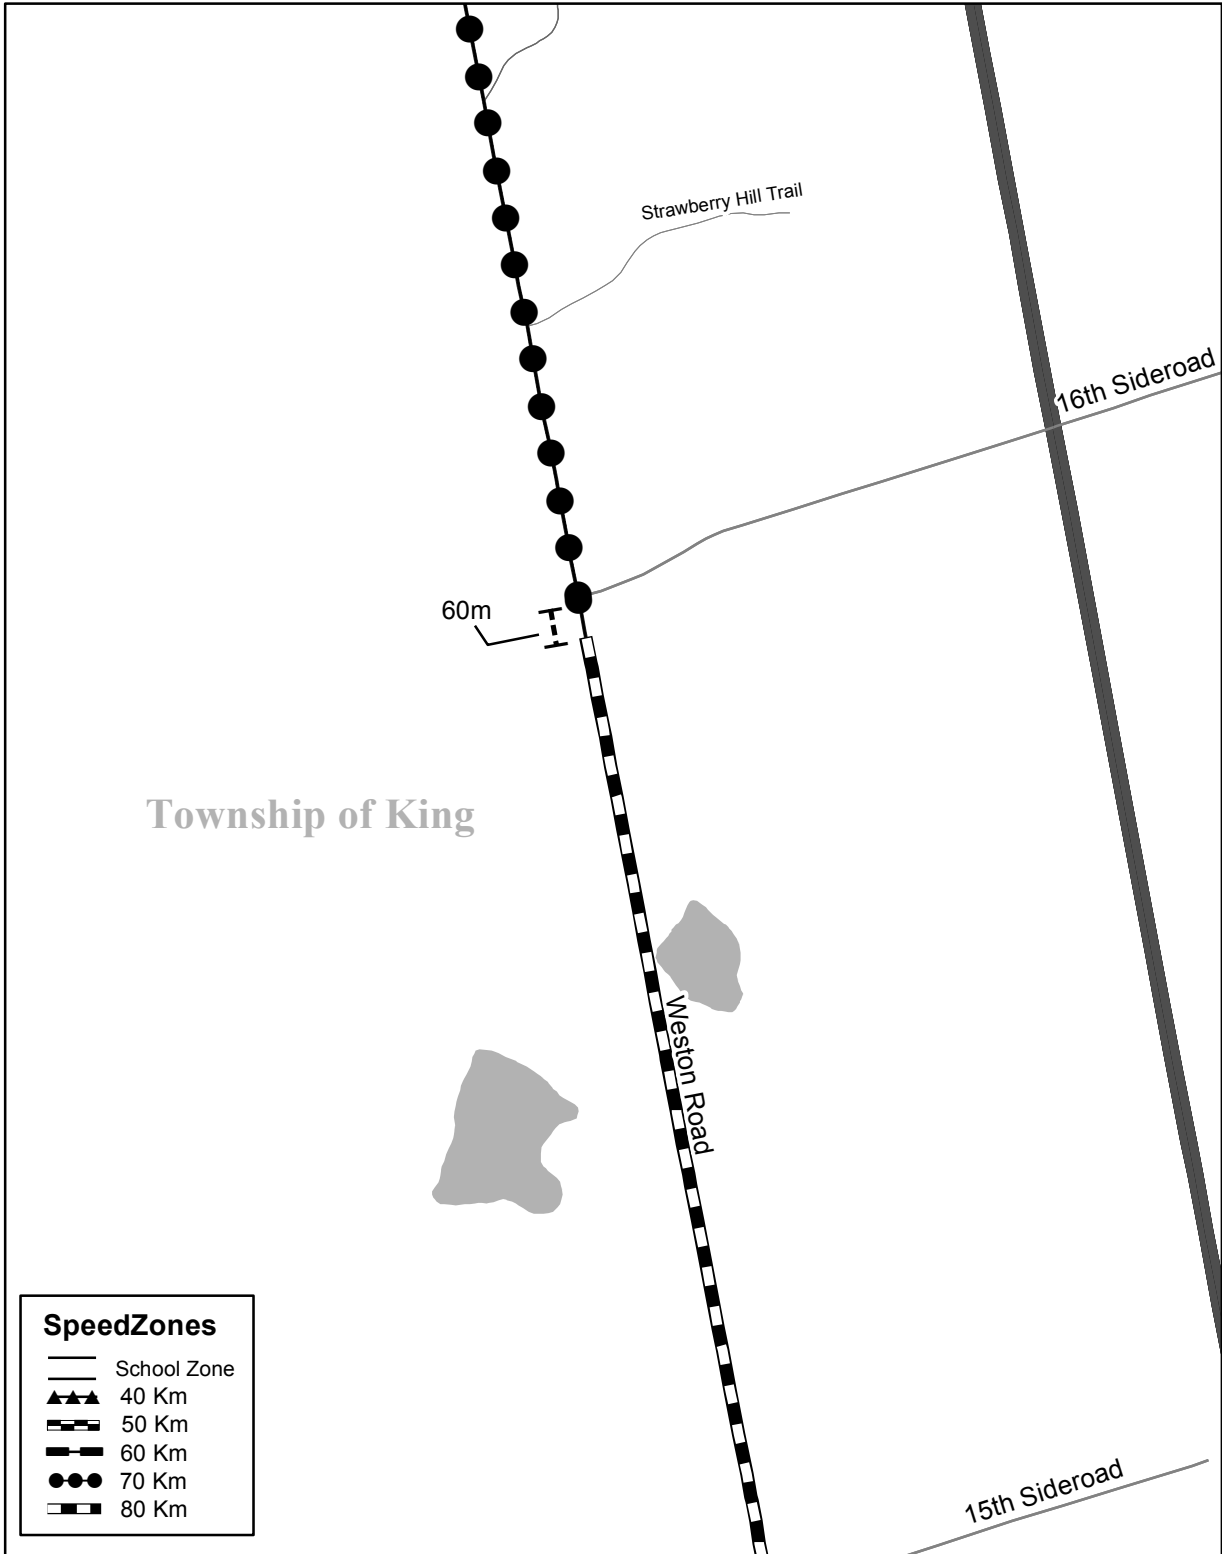 Strawberry Hill Trail
16th Sideroad
60m
Township of King
Weston Road
SpeedZones
School Zone
40 Km
50 Km
60 Km
70 Km
80 Km
15th Sideroad